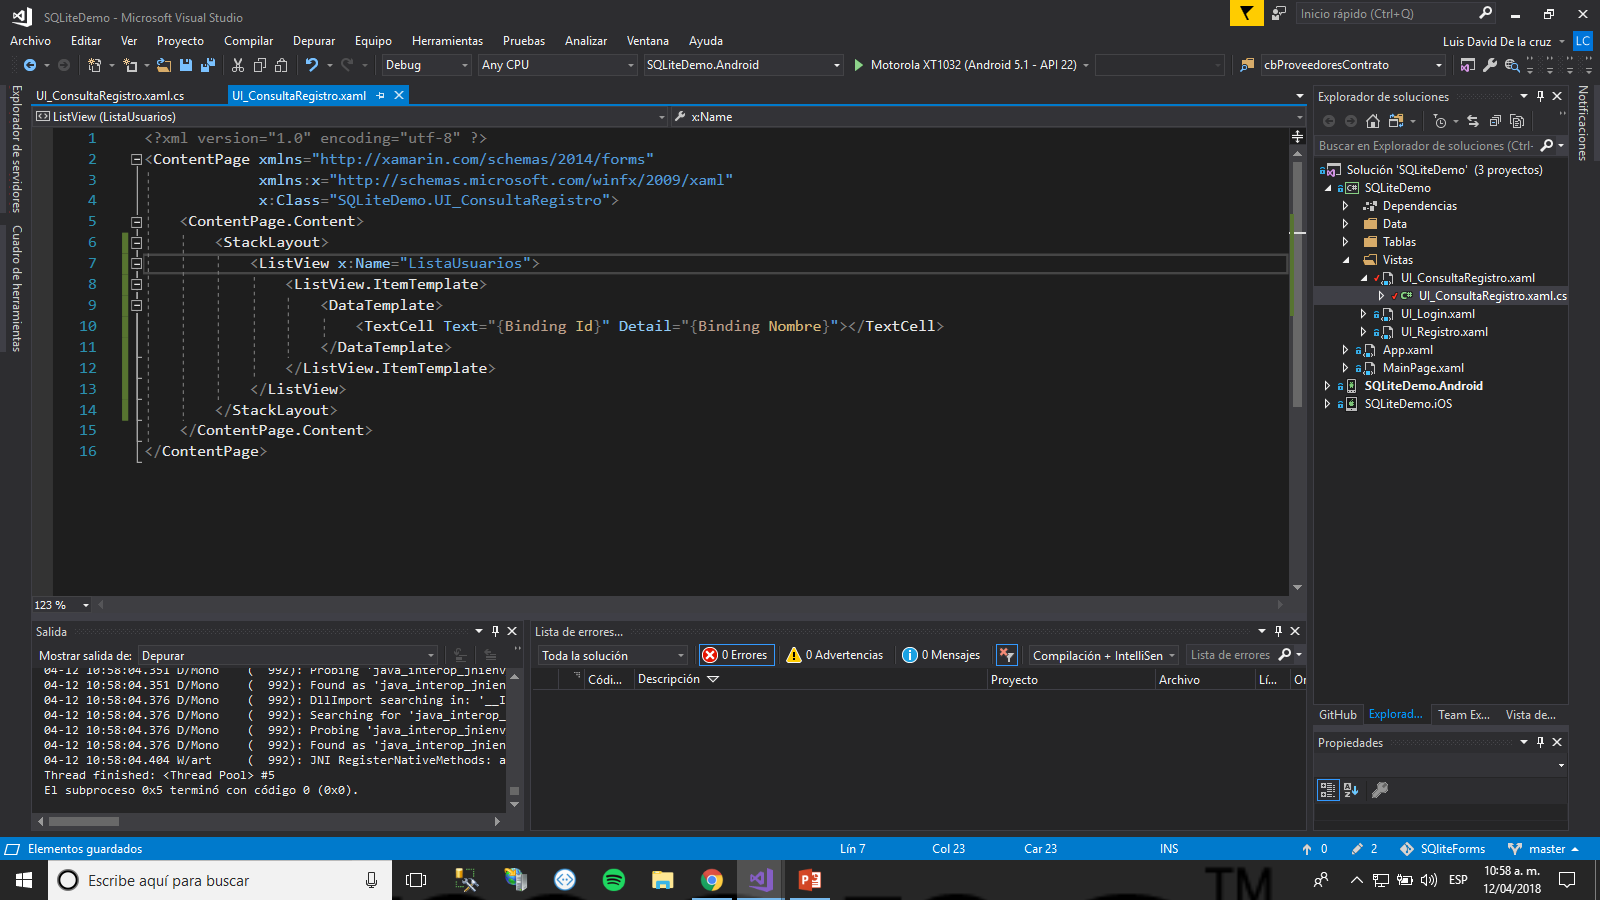 SQLiteDemo - Microsoft Visual Studio
Inicio rápido (Ctrl+Q)
Archivo Editar Ver Proyecto Compilar Depurar Equipo Herramientas Pruebas Analizar Ventana Ayuda
Luis David De la cruz LC
Debug Any CPU SQLiteDemo.Android Motorola XT1032 (Android 5.1 - API 22) cbProveedoresContrato
Explorador de servidores
Cuadro de herramientas
UI_ConsultaRegistro.xaml.cs UI_ConsultaRegistro.xaml
ListView (ListaUsuarios) x:Name
1 <?xml version="1.0" encoding="utf-8" ?>
2 <ContentPage xmlns="http://xamarin.com/schemas/2014/forms"
3 xmlns:x="http://schemas.microsoft.com/winfx/2009/xaml"
4 x:Class="SQLiteDemo.UI_ConsultaRegistro">
5 <ContentPage.Content>
6 <StackLayout>
7 <ListView x:Name="ListaUsuarios">
8 <ListView.ItemTemplate>
9 <DataTemplate>
10 <TextCell Text="{Binding Id}" Detail="{Binding Nombre}"></TextCell>
11 </DataTemplate>
12 </ListView.ItemTemplate>
13 </ListView>
14 </StackLayout>
15 </ContentPage.Content>
16 </ContentPage>
123 %
Explorador de soluciones
Buscar en Explorador de soluciones (Ctrl-
Solución 'SQLiteDemo' (3 proyectos)
SQLiteDemo
Dependencias
Data
Tablas
Vistas
UI_ConsultaRegistro.xaml
UI_ConsultaRegistro.xaml.cs
UI_Login.xaml
UI_Registro.xaml
App.xaml
MainPage.xaml
SQLiteDemo.Android
SQLiteDemo.iOS
Notificaciones
GitHub Explorad... Team Ex... Vista de...
Propiedades
Salida
Mostrar salida de: Depurar
04-12 10:58:04.351 D/Mono ( 992): Probing 'java_interop_jnienv
04-12 10:58:04.351 D/Mono ( 992): Found as 'java_interop_jnien
04-12 10:58:04.376 D/Mono ( 992): DllImport searching in: '__I
04-12 10:58:04.376 D/Mono ( 992): Searching for 'java_interop_
04-12 10:58:04.376 D/Mono ( 992): Probing 'java_interop_jnienv
04-12 10:58:04.376 D/Mono ( 992): Found as 'java_interop_jnien
04-12 10:58:04.404 W/art ( 992): JNI RegisterNativeMethods: a
Thread finished: <Thread Pool> #5
El subproceso 0x5 terminó con código 0 (0x0).
Lista de errores...
Toda la solución 0 Errores 0 Advertencias 0 Mensajes Compilación + IntelliSen Lista de errores
Códi... Descripción Proyecto Archivo Lí... Or
Elementos guardados Lín 7 Col 23 Car 23 INS 0 2 SQliteForms master
Escribe aquí para buscar
TM
ESP
10:58 a. m.
12/04/2018